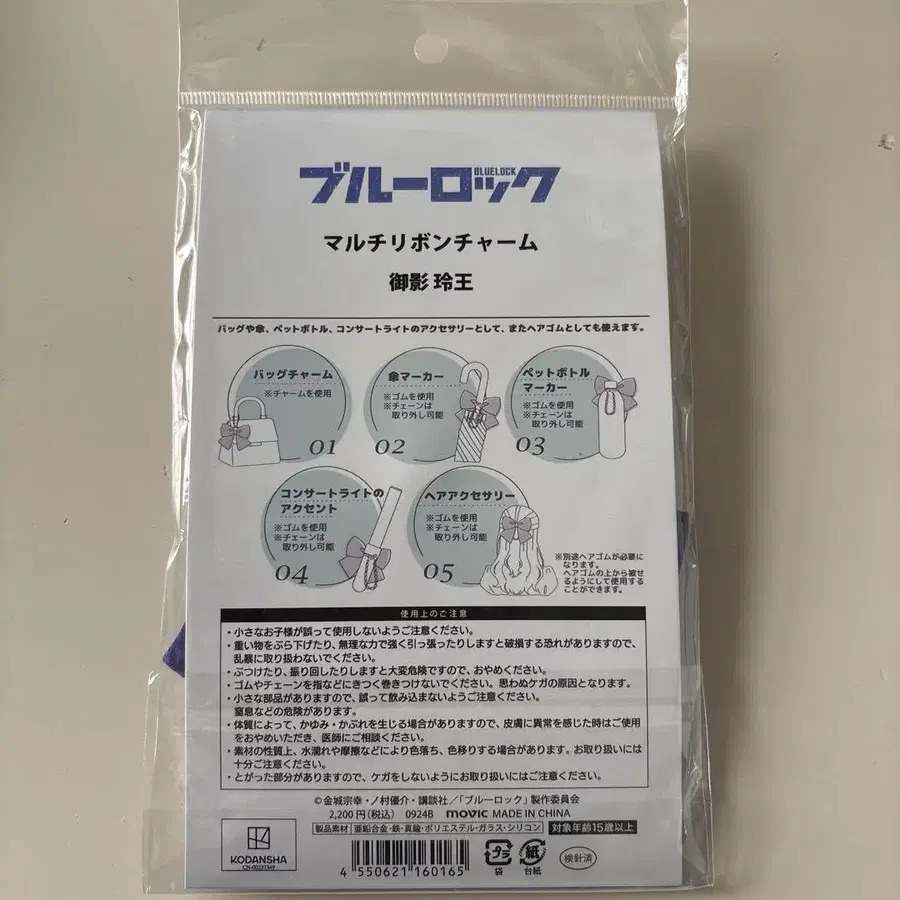 ブルーロック
BLUELOCK
マルチリボンチャーム
御影 玲王
バッグや傘、ペットボトル、コンサートライトのアクセサリーとして、またヘアゴムとしても使えます。
バッグチャーム
※チャームを使用
01
傘マーカー
※ゴムを使用
※チェーンは
取り外し可能
02
ペットボトル
マーカー
※ゴムを使用
※チェーンは
取り外し可能
03
コンサートライトの
アクセント
※ゴムを使用
※チェーンは
取り外し可能
04
ヘアアクセサリー
※ゴムを使用
※チェーンは
取り外し可能
05
※別途ヘアゴムが必要に
なります。
ヘアゴムの上から被せ
るようにして使用する
ことができます。
使用上のご注意
・小さなお子様が誤って使用しないようご注意ください。
・重い物をぶら下げたり、無理な力で強く引っ張ったりしますと破損する恐れがありますので、
乱暴に取り扱わないでください。
・ぶつけたり、振り回したりしますと大変危険ですので、おやめください。
・ゴムやチェーンを指などにきつく巻きつけないでください。思わぬケガの原因となります。
・小さな部品がありますので、誤って飲み込まないようご注意ください。
窒息などの危険があります。
・体質によって、かゆみ・かぶれを生じる場合がありますので、皮膚に異常を感じた時はご使用
をおやめいただき、医師にご相談ください。
・素材の性質上、水濡れや摩擦などにより色落ち、色移りする場合があります。お取り扱いには
十分ご注意ください。
・とがった部分がありますので、ケガをしないようにお取り扱いにはご注意ください。
©金城宗幸・ノ村優介・講談社/「ブルーロック」製作委員会
2,200円(税込) 0924B movic MADE IN CHINA
製品素材 亜鉛合金・鉄・真鍮・ポリエステル・ガラス・シリコン 対象年齢15歳以上
KODANSHA
CN-00237349
4 550621 160165
プラ
袋
紙
台紙
検針済